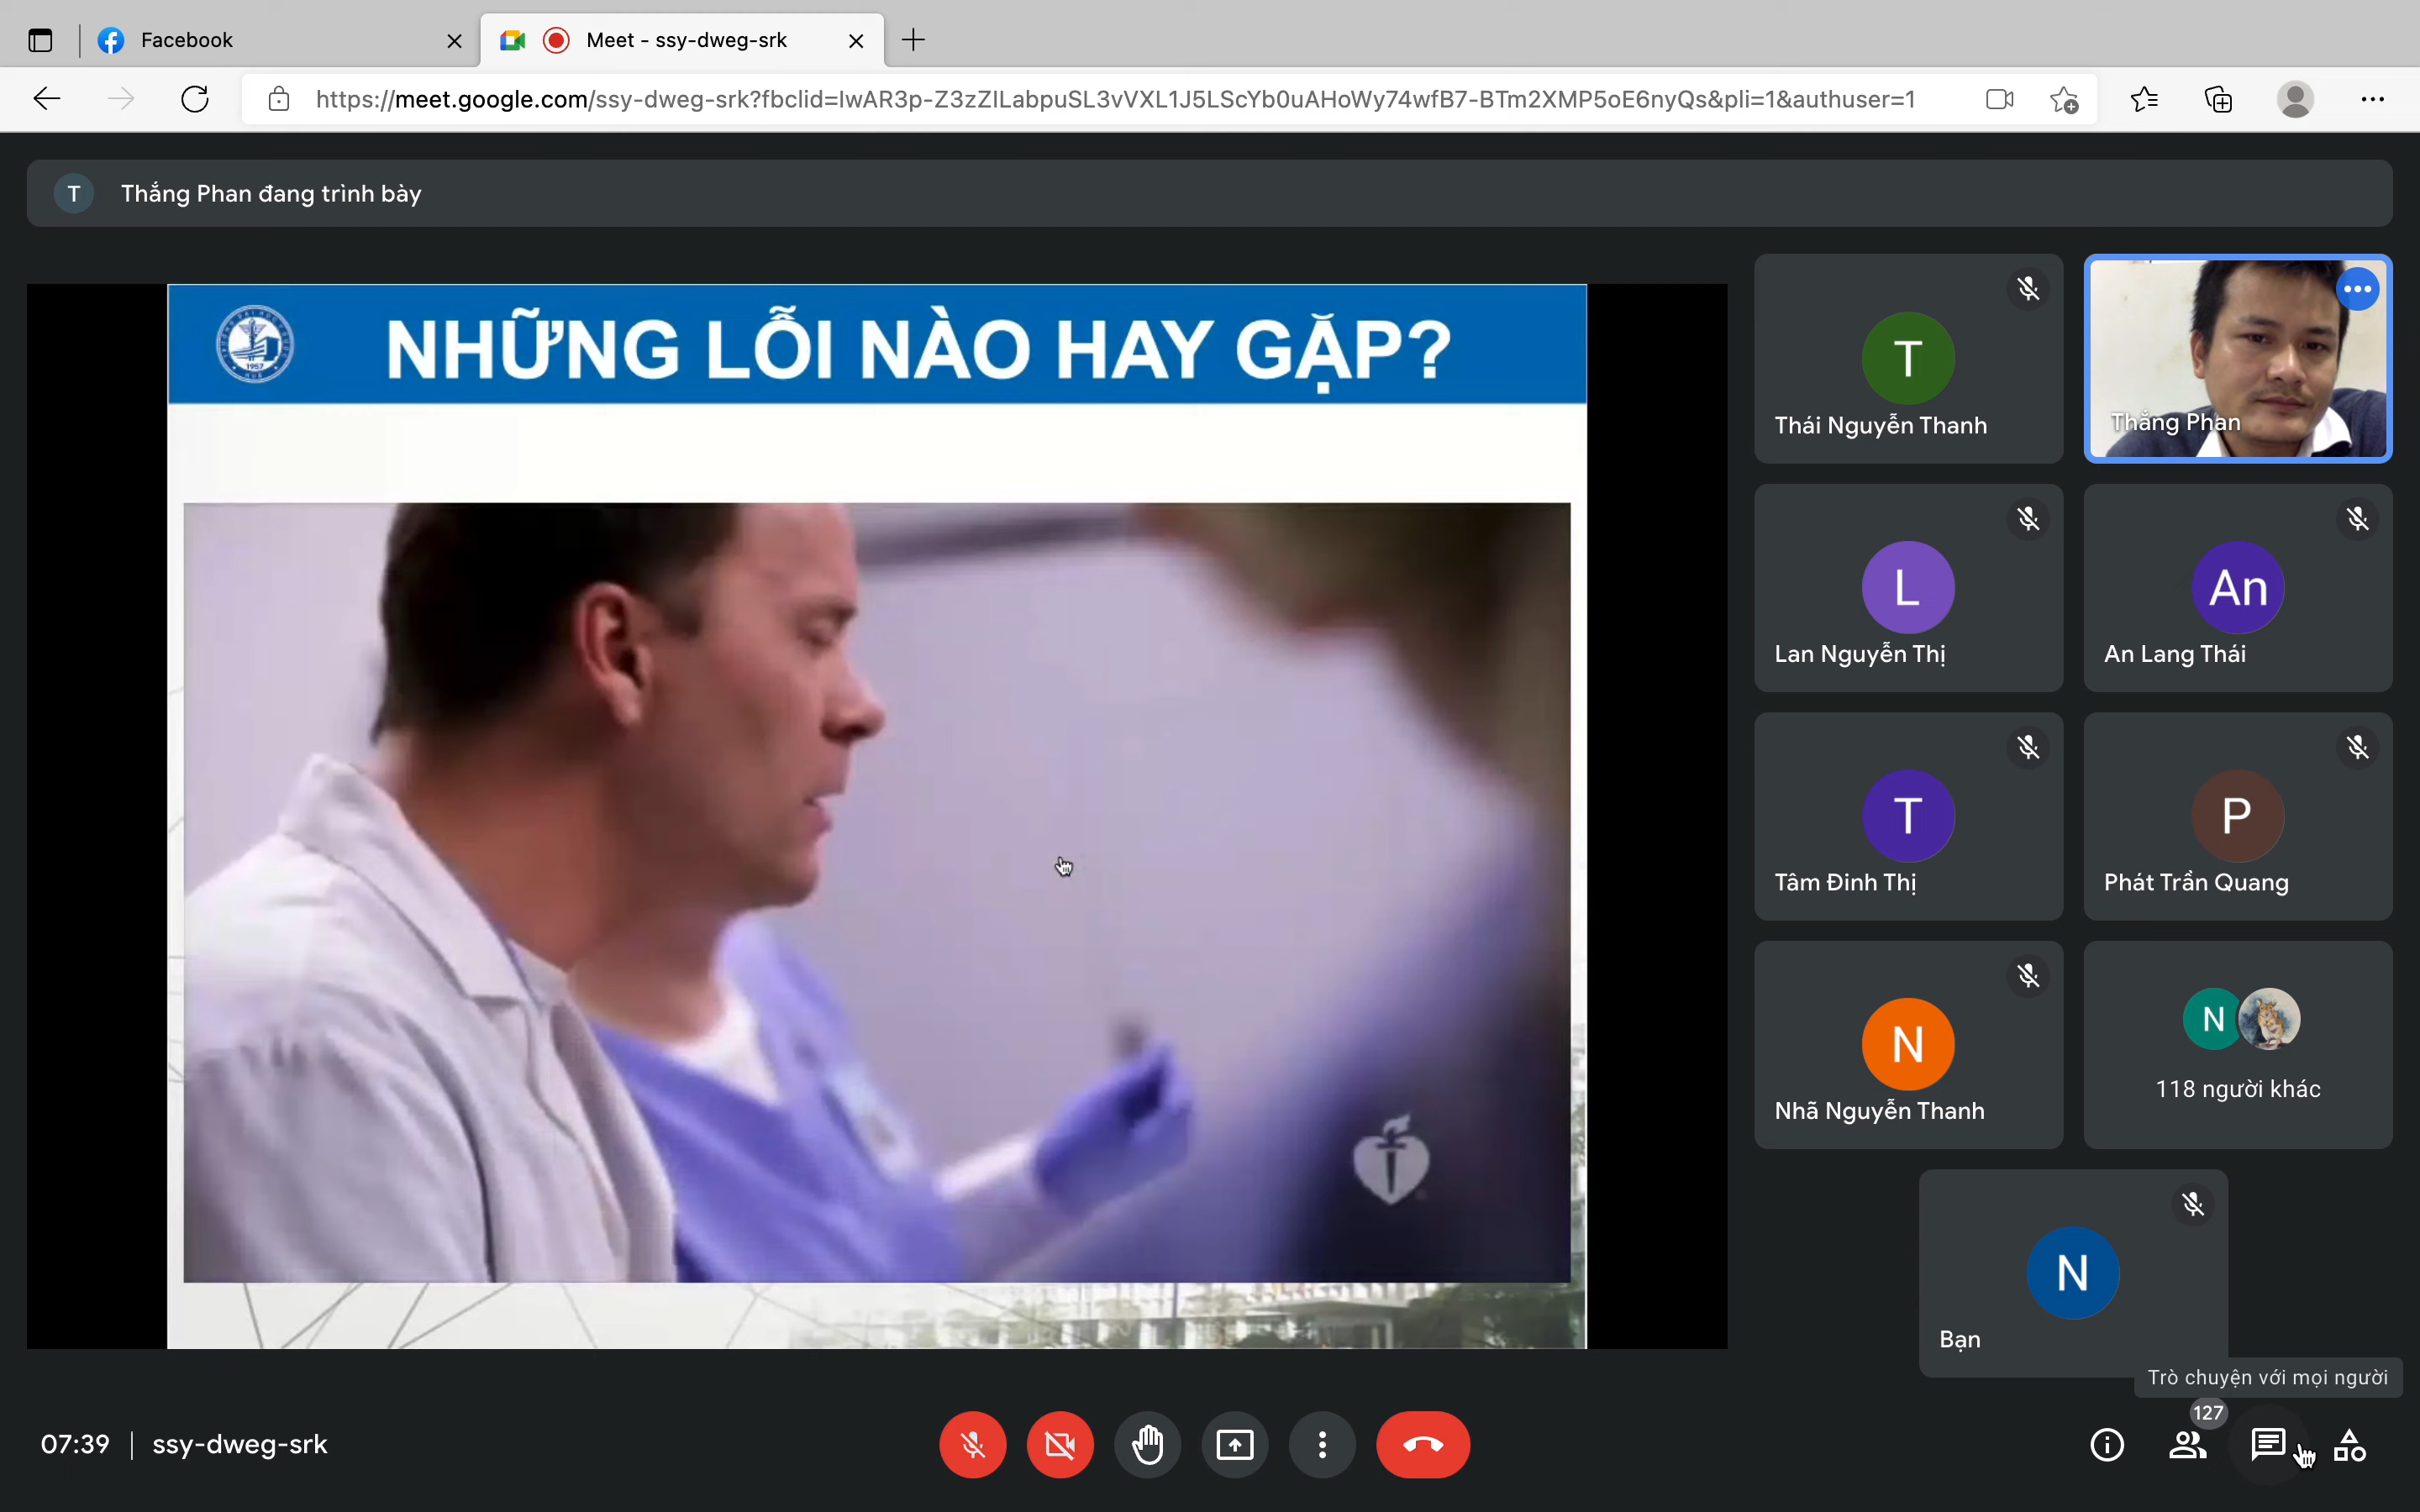 Facebook
Meet - ssy-dweg-srk
https://meet.google.com/ssy-dweg-srk?fbclid=IwAR3p-Z3zZILabpuSL3vVXL1J5LScYb0uAHoWy74wfB7-BTm2XMP5oE6nyQs&pli=1&authuser=1
T
Thắng Phan đang trình bày
1957
HUẾ
NHỮNG LỖI NÀO HAY GẶP?
T
Thái Nguyễn Thanh
Thắng Phan
L
Lan Nguyễn Thị
An
An Lang Thái
T
Tâm Đinh Thị
P
Phát Trần Quang
N
Nhã Nguyễn Thanh
N
118 người khác
N
Bạn
Trò chuyện với mọi người
127
07:39
ssy-dweg-srk